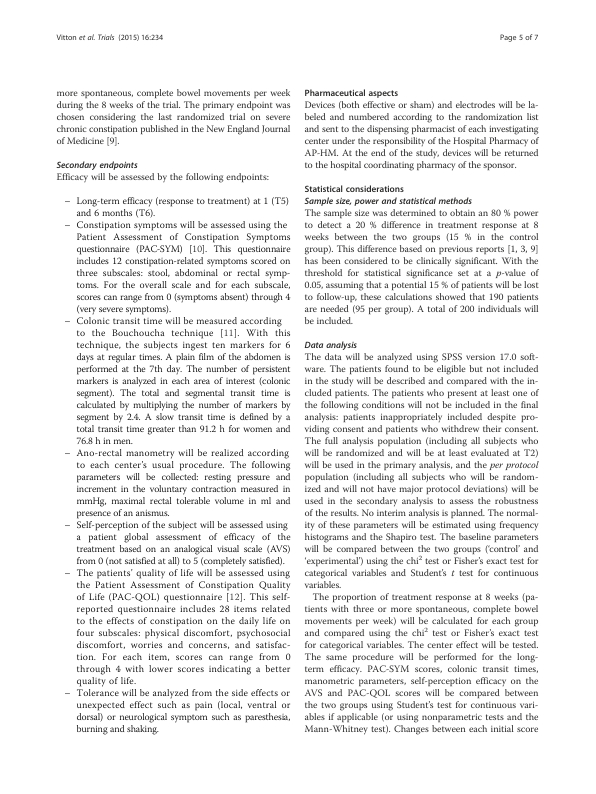 Vitton et al. Trials (2015) 16:234
Page 5 of 7
more spontaneous, complete bowel movements per week
during the 8 weeks of the trial. The primary endpoint was
chosen considering the last randomized trial on severe
chronic constipation published in the New England Journal
of Medicine [9].
Secondary endpoints
Efficacy will be assessed by the following endpoints:
– Long-term efficacy (response to treatment) at 1 (T5)
and 6 months (T6).
– Constipation symptoms will be assessed using the
Patient Assessment of Constipation Symptoms
questionnaire (PAC-SYM) [10]. This questionnaire
includes 12 constipation-related symptoms scored on
three subscales: stool, abdominal or rectal symp-
toms. For the overall scale and for each subscale,
scores can range from 0 (symptoms absent) through 4
(very severe symptoms).
– Colonic transit time will be measured according
to the Bouchoucha technique [11]. With this
technique, the subjects ingest ten markers for 6
days at regular times. A plain film of the abdomen is
performed at the 7th day. The number of persistent
markers is analyzed in each area of interest (colonic
segment). The total and segmental transit time is
calculated by multiplying the number of markers by
segment by 2.4. A slow transit time is defined by a
total transit time greater than 91.2 h for women and
76.8 h in men.
– Ano-rectal manometry will be realized according
to each center's usual procedure. The following
parameters will be collected: resting pressure and
increment in the voluntary contraction measured in
mmHg, maximal rectal tolerable volume in ml and
presence of an anismus.
– Self-perception of the subject will be assessed using
a patient global assessment of efficacy of the
treatment based on an analogical visual scale (AVS)
from 0 (not satisfied at all) to 5 (completely satisfied).
– The patients' quality of life will be assessed using
the Patient Assessment of Constipation Quality
of Life (PAC-QOL) questionnaire [12]. This self-
reported questionnaire includes 28 items related
to the effects of constipation on the daily life on
four subscales: physical discomfort, psychosocial
discomfort, worries and concerns, and satisfac-
tion. For each item, scores can range from 0
through 4 with lower scores indicating a better
quality of life.
– Tolerance will be analyzed from the side effects or
unexpected effect such as pain (local, ventral or
dorsal) or neurological symptom such as paresthesia,
burning and shaking.
Pharmaceutical aspects
Devices (both effective or sham) and electrodes will be la-
beled and numbered according to the randomization list
and sent to the dispensing pharmacist of each investigating
center under the responsibility of the Hospital Pharmacy of
AP-HM. At the end of the study, devices will be returned
to the hospital coordinating pharmacy of the sponsor.
Statistical considerations
Sample size, power and statistical methods
The sample size was determined to obtain an 80 % power
to detect a 20 % difference in treatment response at 8
weeks between the two groups (15 % in the control
group). This difference based on previous reports [1, 3, 9]
has been considered to be clinically significant. With the
threshold for statistical significance set at a p-value of
0.05, assuming that a potential 15 % of patients will be lost
to follow-up, these calculations showed that 190 patients
are needed (95 per group). A total of 200 individuals will
be included.
Data analysis
The data will be analyzed using SPSS version 17.0 soft-
ware. The patients found to be eligible but not included
in the study will be described and compared with the in-
cluded patients. The patients who present at least one of
the following conditions will not be included in the final
analysis: patients inappropriately included despite pro-
viding consent and patients who withdrew their consent.
The full analysis population (including all subjects who
will be randomized and will be at least evaluated at T2)
will be used in the primary analysis, and the per protocol
population (including all subjects who will be random-
ized and will not have major protocol deviations) will be
used in the secondary analysis to assess the robustness
of the results. No interim analysis is planned. The normal-
ity of these parameters will be estimated using frequency
histograms and the Shapiro test. The baseline parameters
will be compared between the two groups ('control' and
'experimental') using the chi² test or Fisher's exact test for
categorical variables and Student's t test for continuous
variables.
The proportion of treatment response at 8 weeks (pa-
tients with three or more spontaneous, complete bowel
movements per week) will be calculated for each group
and compared using the chi² test or Fisher's exact test
for categorical variables. The center effect will be tested.
The same procedure will be performed for the long-
term efficacy. PAC-SYM scores, colonic transit times,
manometric parameters, self-perception efficacy on the
AVS and PAC-QOL scores will be compared between
the two groups using Student's test for continuous vari-
ables if applicable (or using nonparametric tests and the
Mann-Whitney test). Changes between each initial score